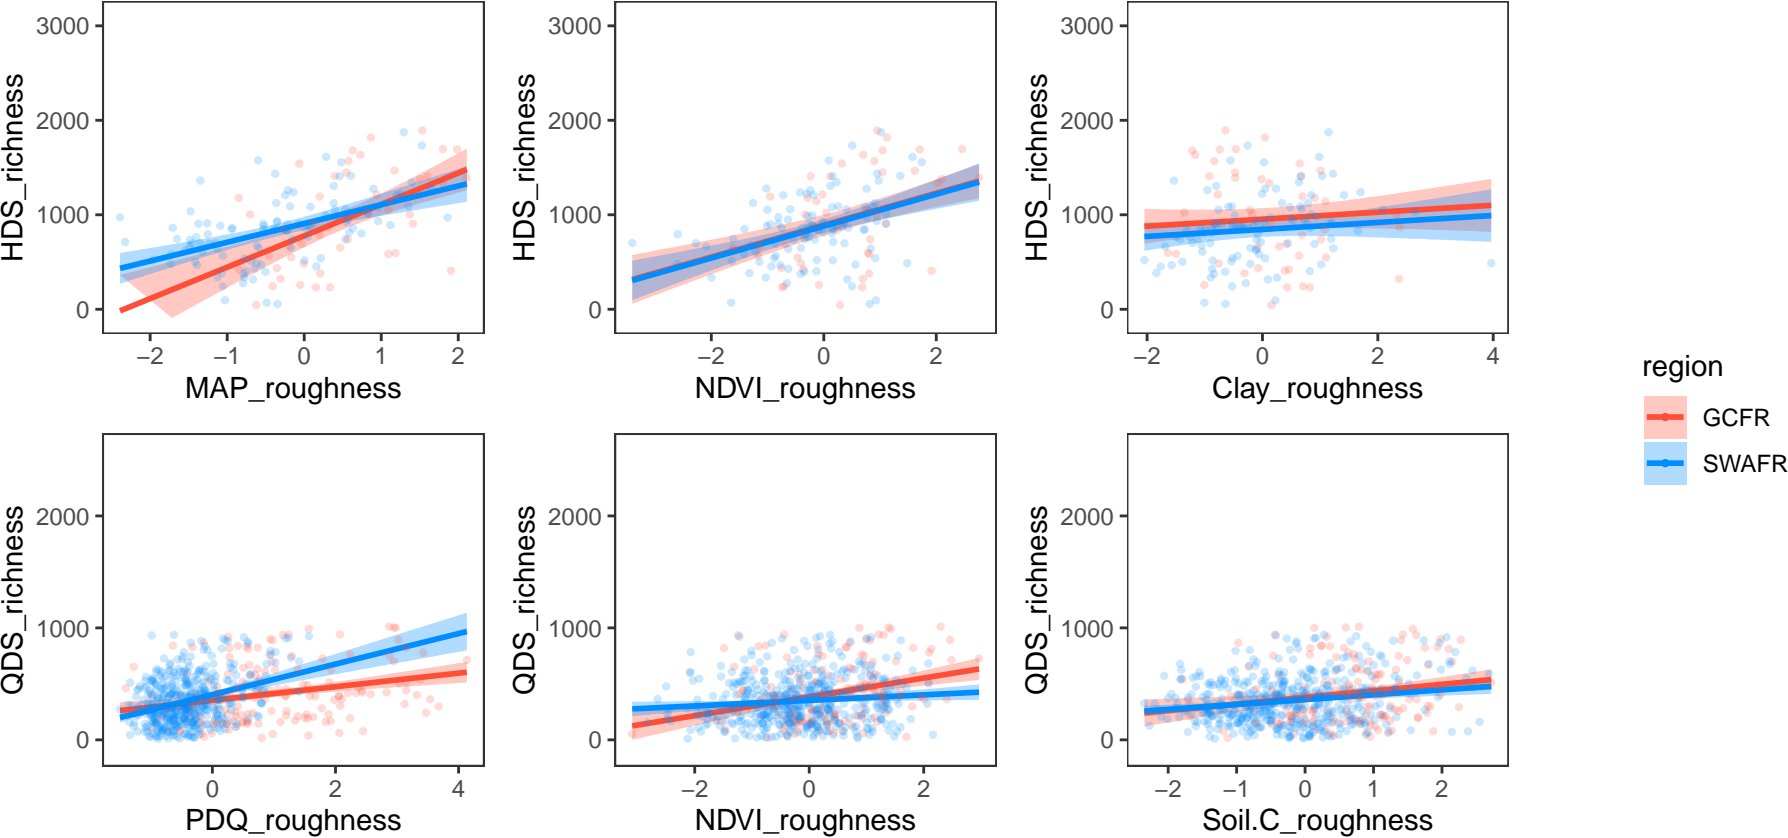 3000
2000
1000
0
HDS_richness
−2 −1 0 1 2
MAP_roughness
3000
2000
1000
0
HDS_richness
−2 0 2
NDVI_roughness
3000
2000
1000
0
HDS_richness
−2 0 2 4
Clay_roughness
2000
1000
0
QDS_richness
0 2 4
PDQ_roughness
2000
1000
0
QDS_richness
−2 0 2
NDVI_roughness
2000
1000
0
QDS_richness
−2 −1 0 1 2
Soil.C_roughness
region
GCFR
SWAFR